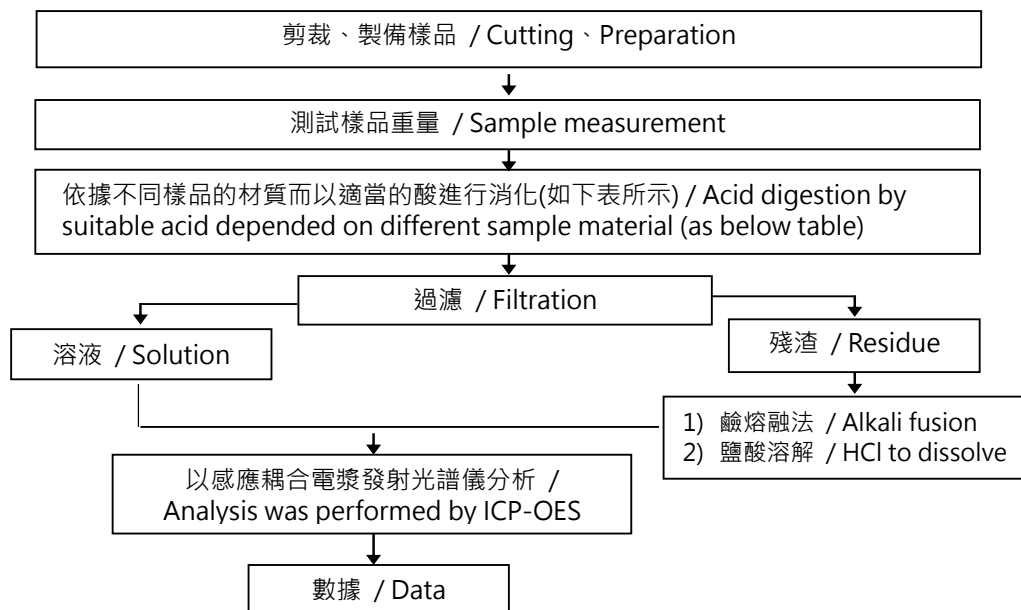 剪裁、製備樣品 / Cutting、Preparation
測試樣品重量 / Sample measurement
依據不同樣品的材質而以適當的酸進行消化(如下表所示) / Acid digestion by
suitable acid depended on different sample material (as below table)
過濾 / Filtration
溶液 / Solution
殘渣 / Residue
1) 鹼熔融法 / Alkali fusion
2) 鹽酸溶解 / HCl to dissolve
以感應耦合電漿發射光譜儀分析 /
Analysis was performed by ICP-OES
數據 / Data